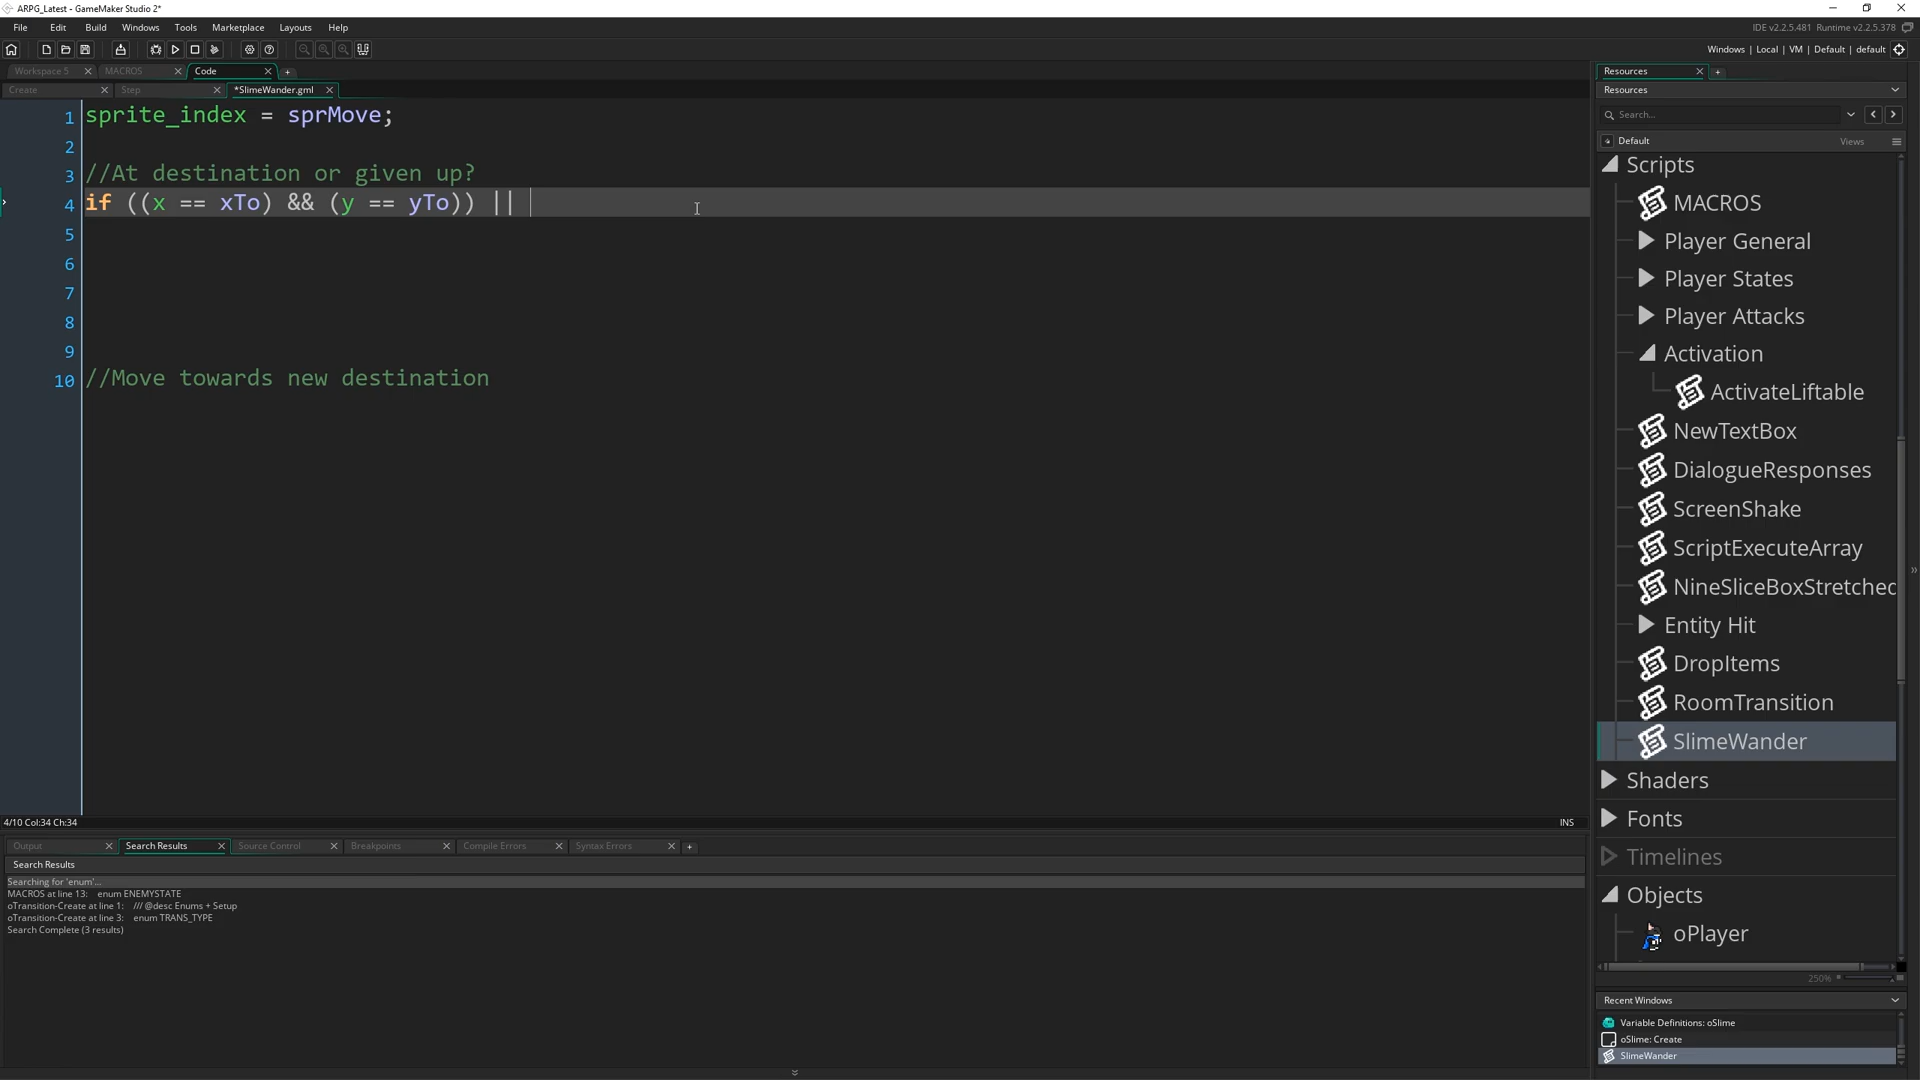 ARPG_Latest - GameMaker Studio 2*
File Edit Build Windows Tools Marketplace Layouts Help
IDE v2.2.5.481 Runtime v2.2.5.378
Windows | Local | VM | Default | default
Workspace 5 MACROS Code
Create Step *SlimeWander.gml
1 sprite_index = sprMove;
2
3 //At destination or given up?
4 if ((x == xTo) && (y == yTo)) ||
5
6
7
8
9
10 //Move towards new destination
4/10 Col:34 Ch:34
INS
Output Search Results Source Control Breakpoints Compile Errors Syntax Errors
Search Results
Searching for 'enum'...
MACROS at line 13: enum ENEMYSTATE
oTransition-Create at line 1: /// @desc Enums + Setup
oTransition-Create at line 3: enum TRANS_TYPE
Search Complete (3 results)
Resources
Resources
Search...
Default Views
Scripts
MACROS
Player General
Player States
Player Attacks
Activation
ActivateLiftable
NewTextBox
DialogueResponses
ScreenShake
ScriptExecuteArray
NineSliceBoxStretchec
Entity Hit
DropItems
RoomTransition
SlimeWander
Shaders
Fonts
Timelines
Objects
oPlayer
250%
Recent Windows
Variable Definitions: oSlime
oSlime: Create
SlimeWander